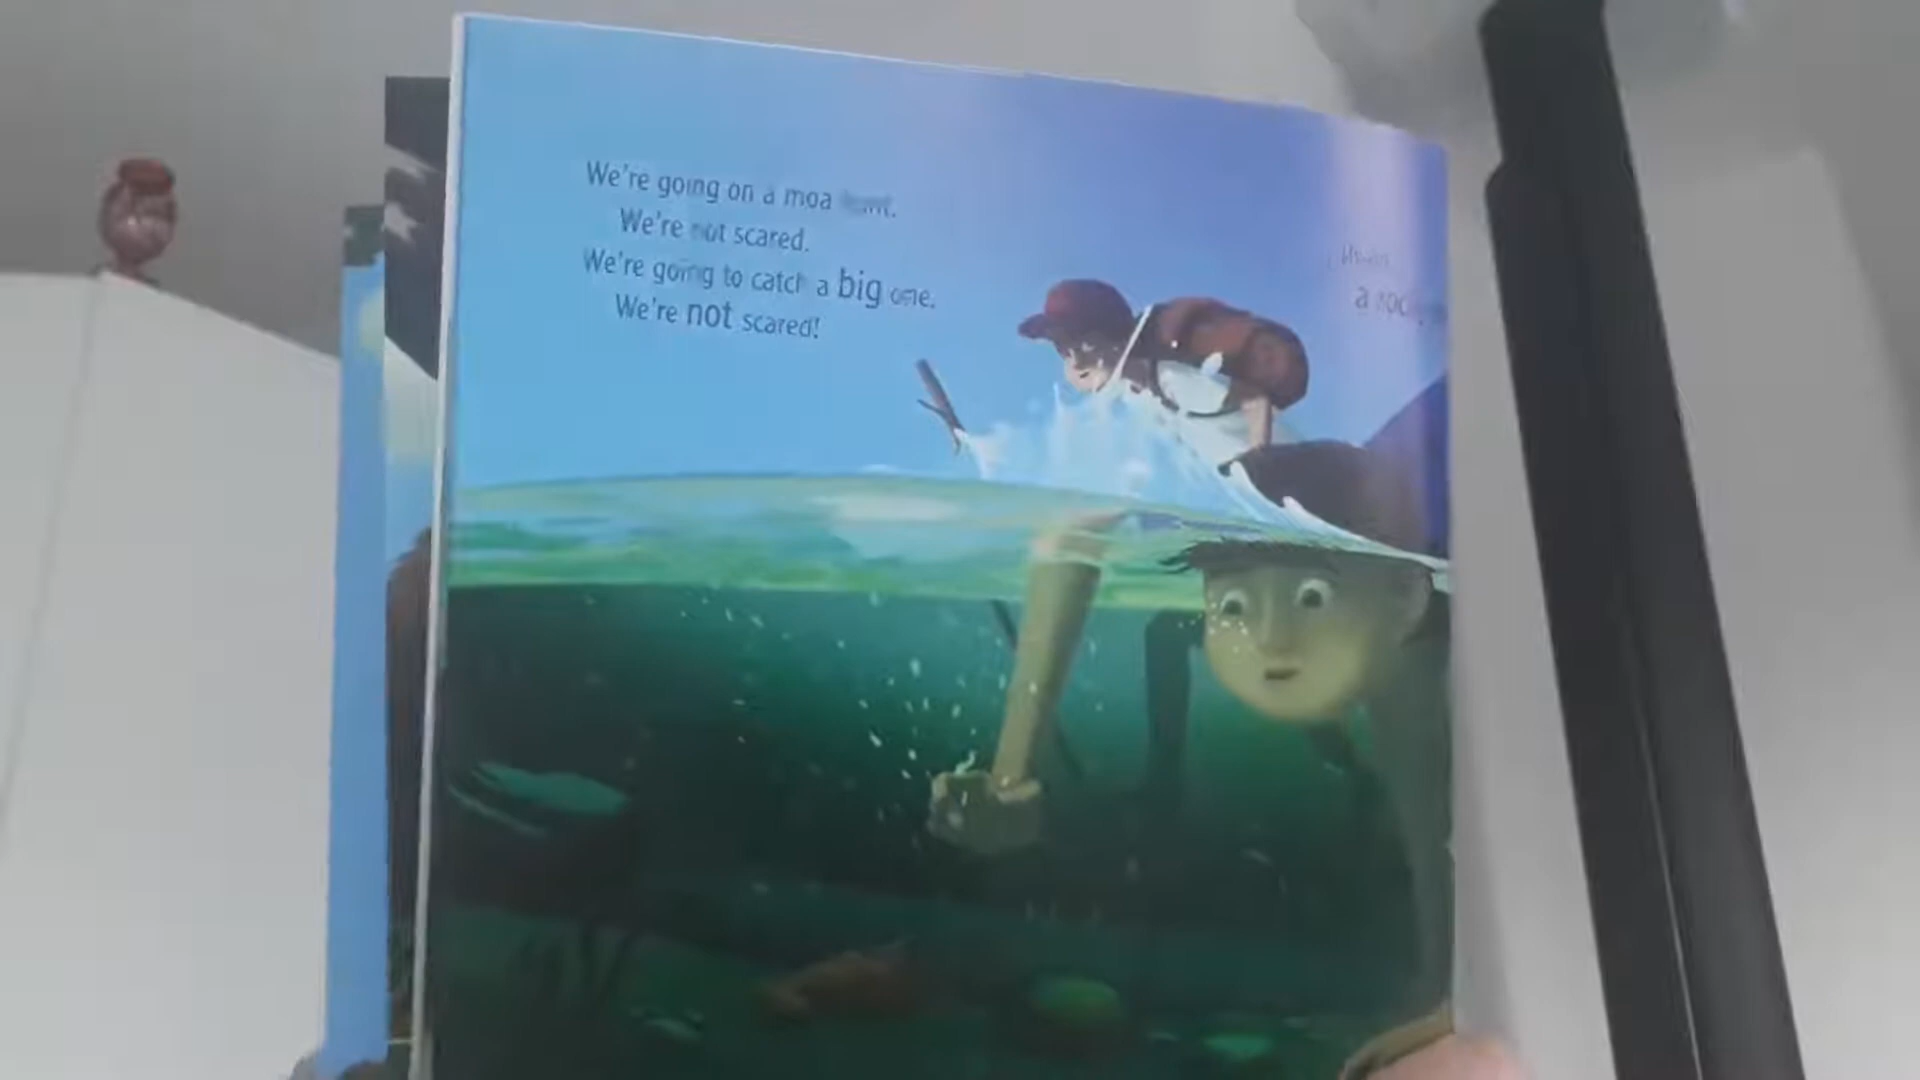 We're going on a moa hunt.
We're not scared.
We're going to catch a big one.
We're not scared!
a